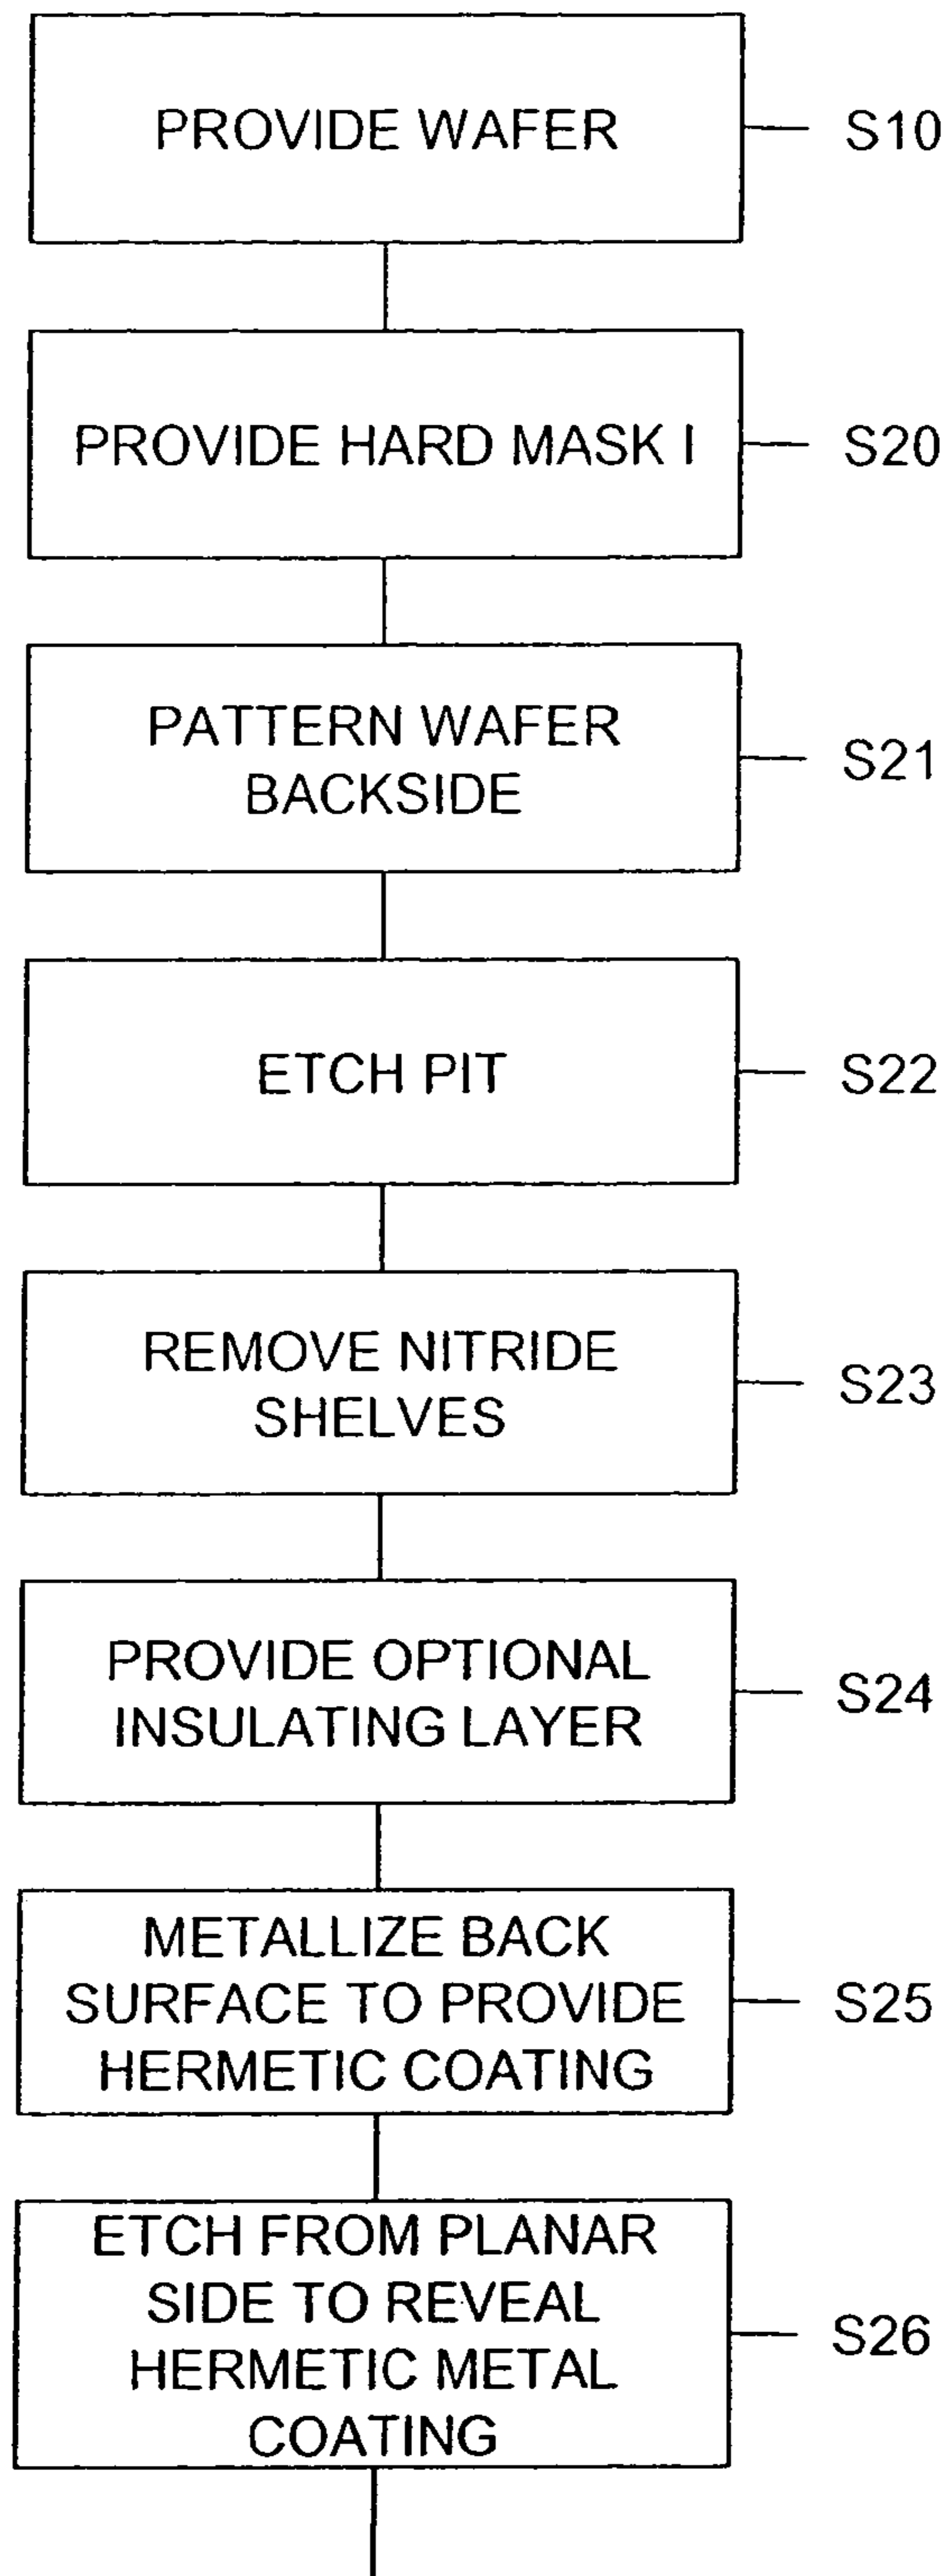 PROVIDE WAFER
S10
PROVIDE HARD MASK I
S20
PATTERN WAFER
BACKSIDE
S21
ETCH PIT
S22
REMOVE NITRIDE
SHELVES
S23
PROVIDE OPTIONAL
INSULATING LAYER
S24
METALLIZE BACK
SURFACE TO PROVIDE
HERMETIC COATING
S25
ETCH FROM PLANAR
SIDE TO REVEAL
HERMETIC METAL
COATING
S26